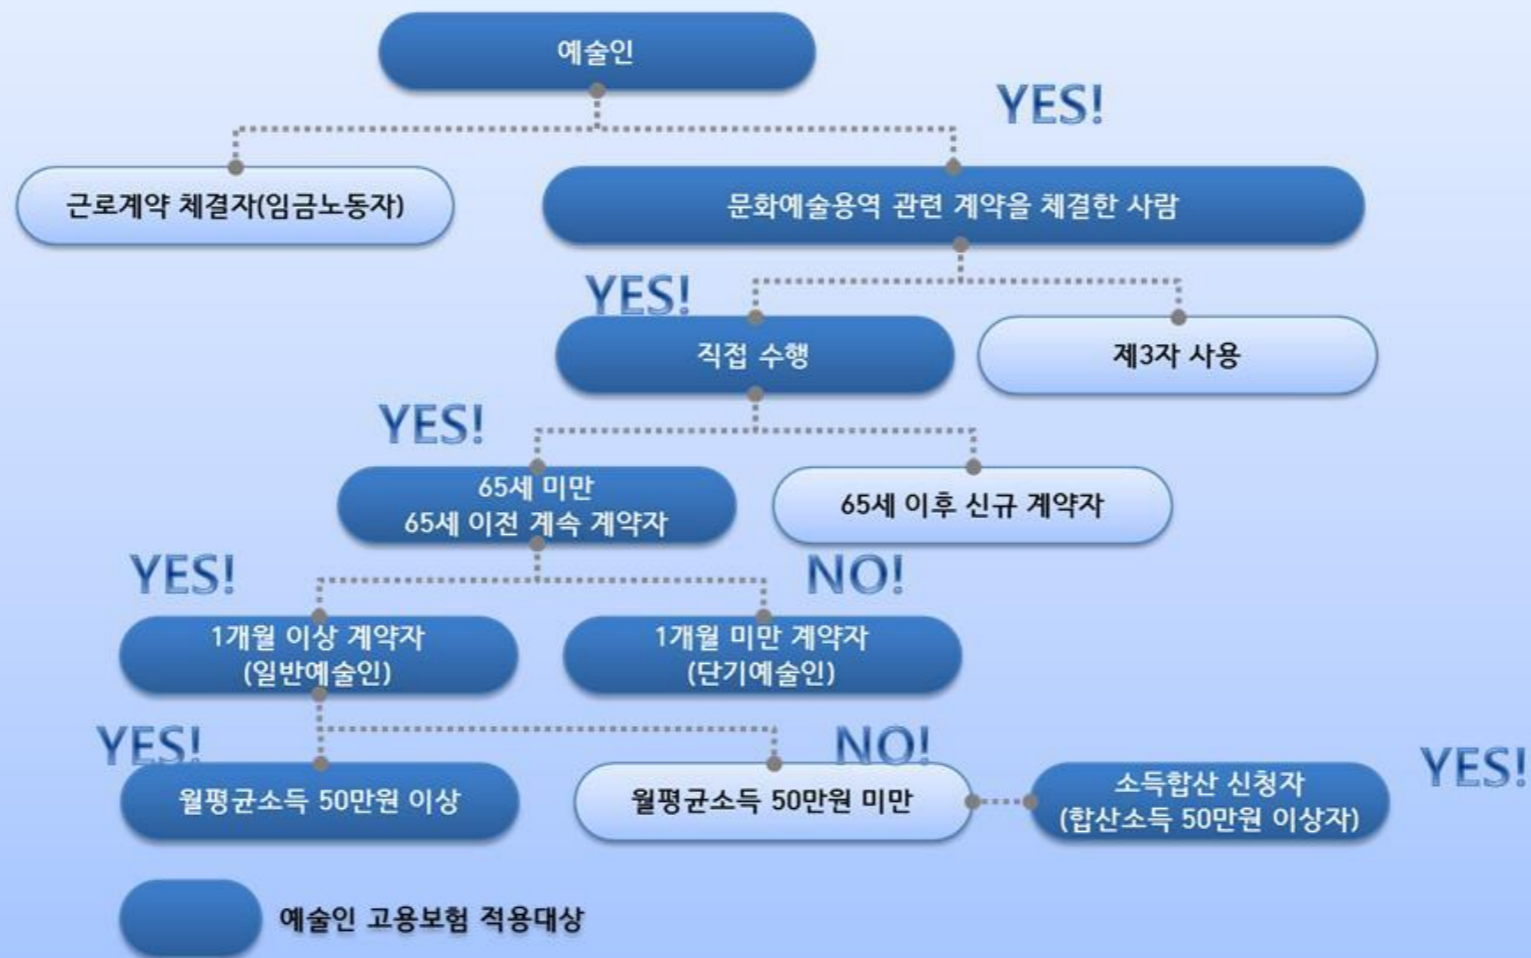 예술인
YES!
근로계약 체결자(임금노동자)
문화예술용역 관련 계약을 체결한 사람
YES!
직접 수행
제3자 사용
YES!
65세 미만
65세 이전 계속 계약자
65세 이후 신규 계약자
YES!
NO!
1개월 이상 계약자
(일반예술인)
1개월 미만 계약자
(단기예술인)
YES!
NO!
YES!
월평균소득 50만원 이상
월평균소득 50만원 미만
소득합산 신청자
(합산소득 50만원 이상자)
예술인 고용보험 적용대상